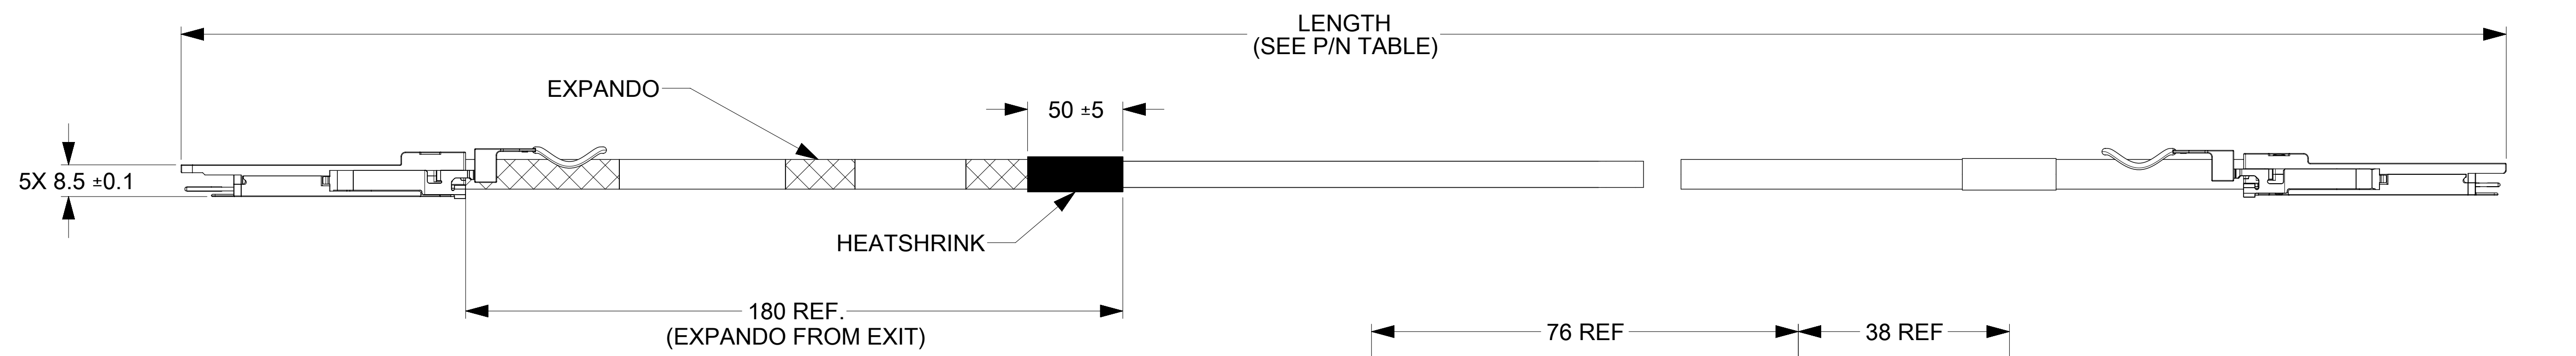 LENGTH
(SEE P/N TABLE)
EXPANDO
50 ±5
5X 8.5 ±0.1
HEATSHRINK
180 REF.
(EXPANDO FROM EXIT)
76 REF
38 REF